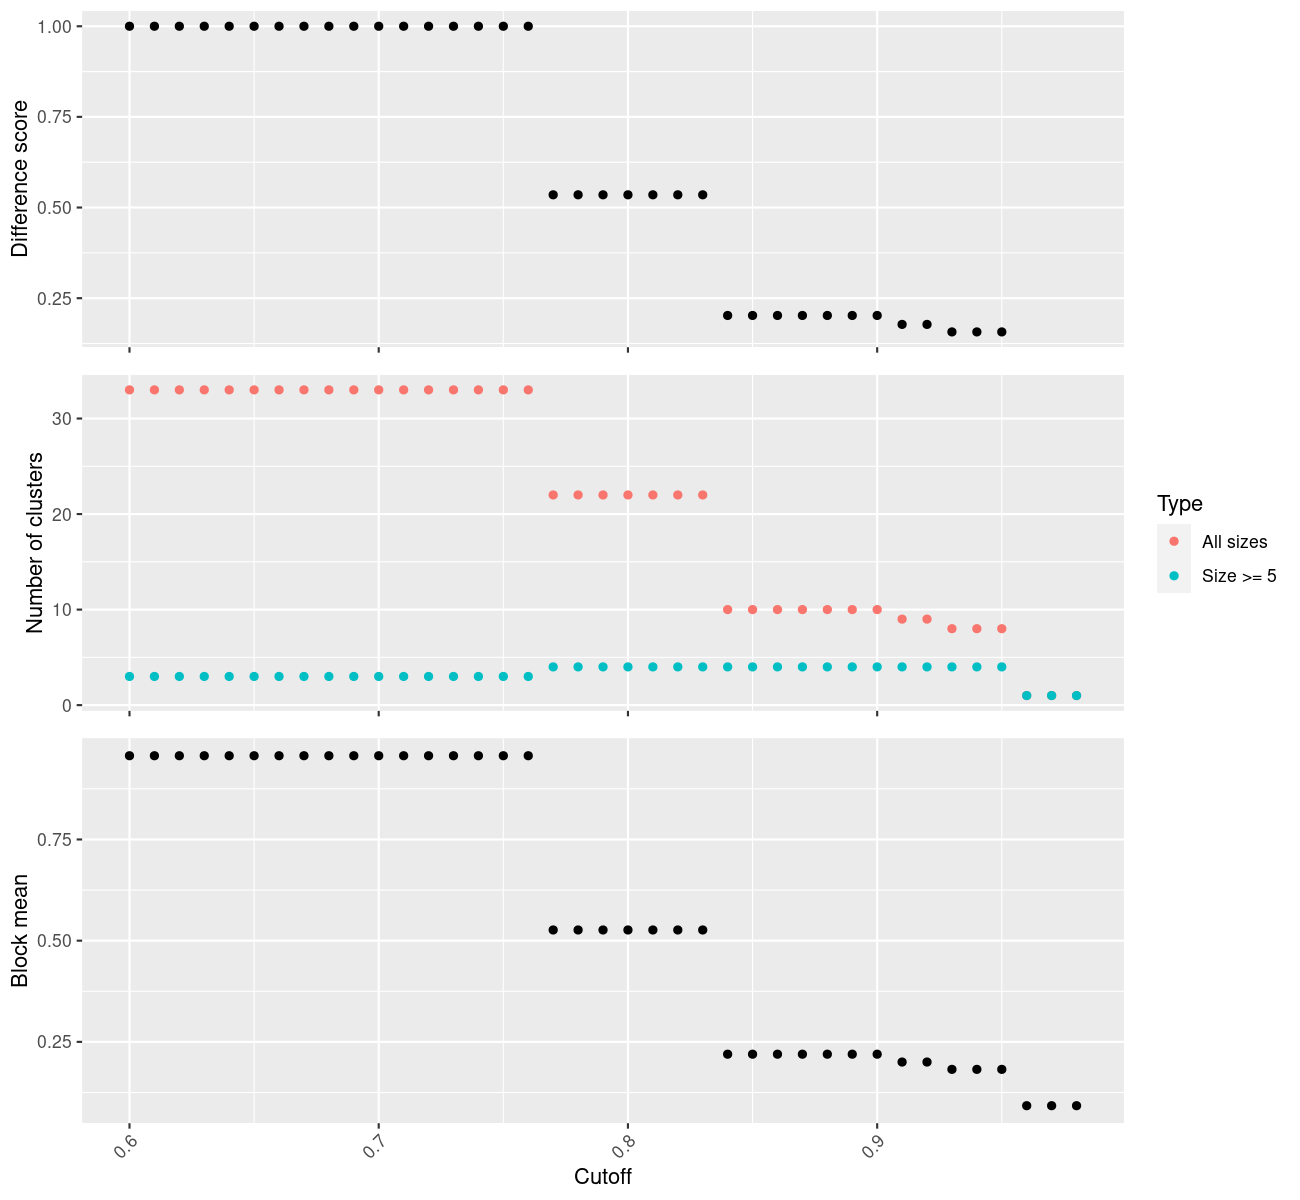 Difference score
1.00
0.75
0.50
0.25
Number of clusters
30
20
10
0
Type
All sizes
Size >= 5
Block mean
0.75
0.50
0.25
0.6
0.7
0.8
0.9
Cutoff